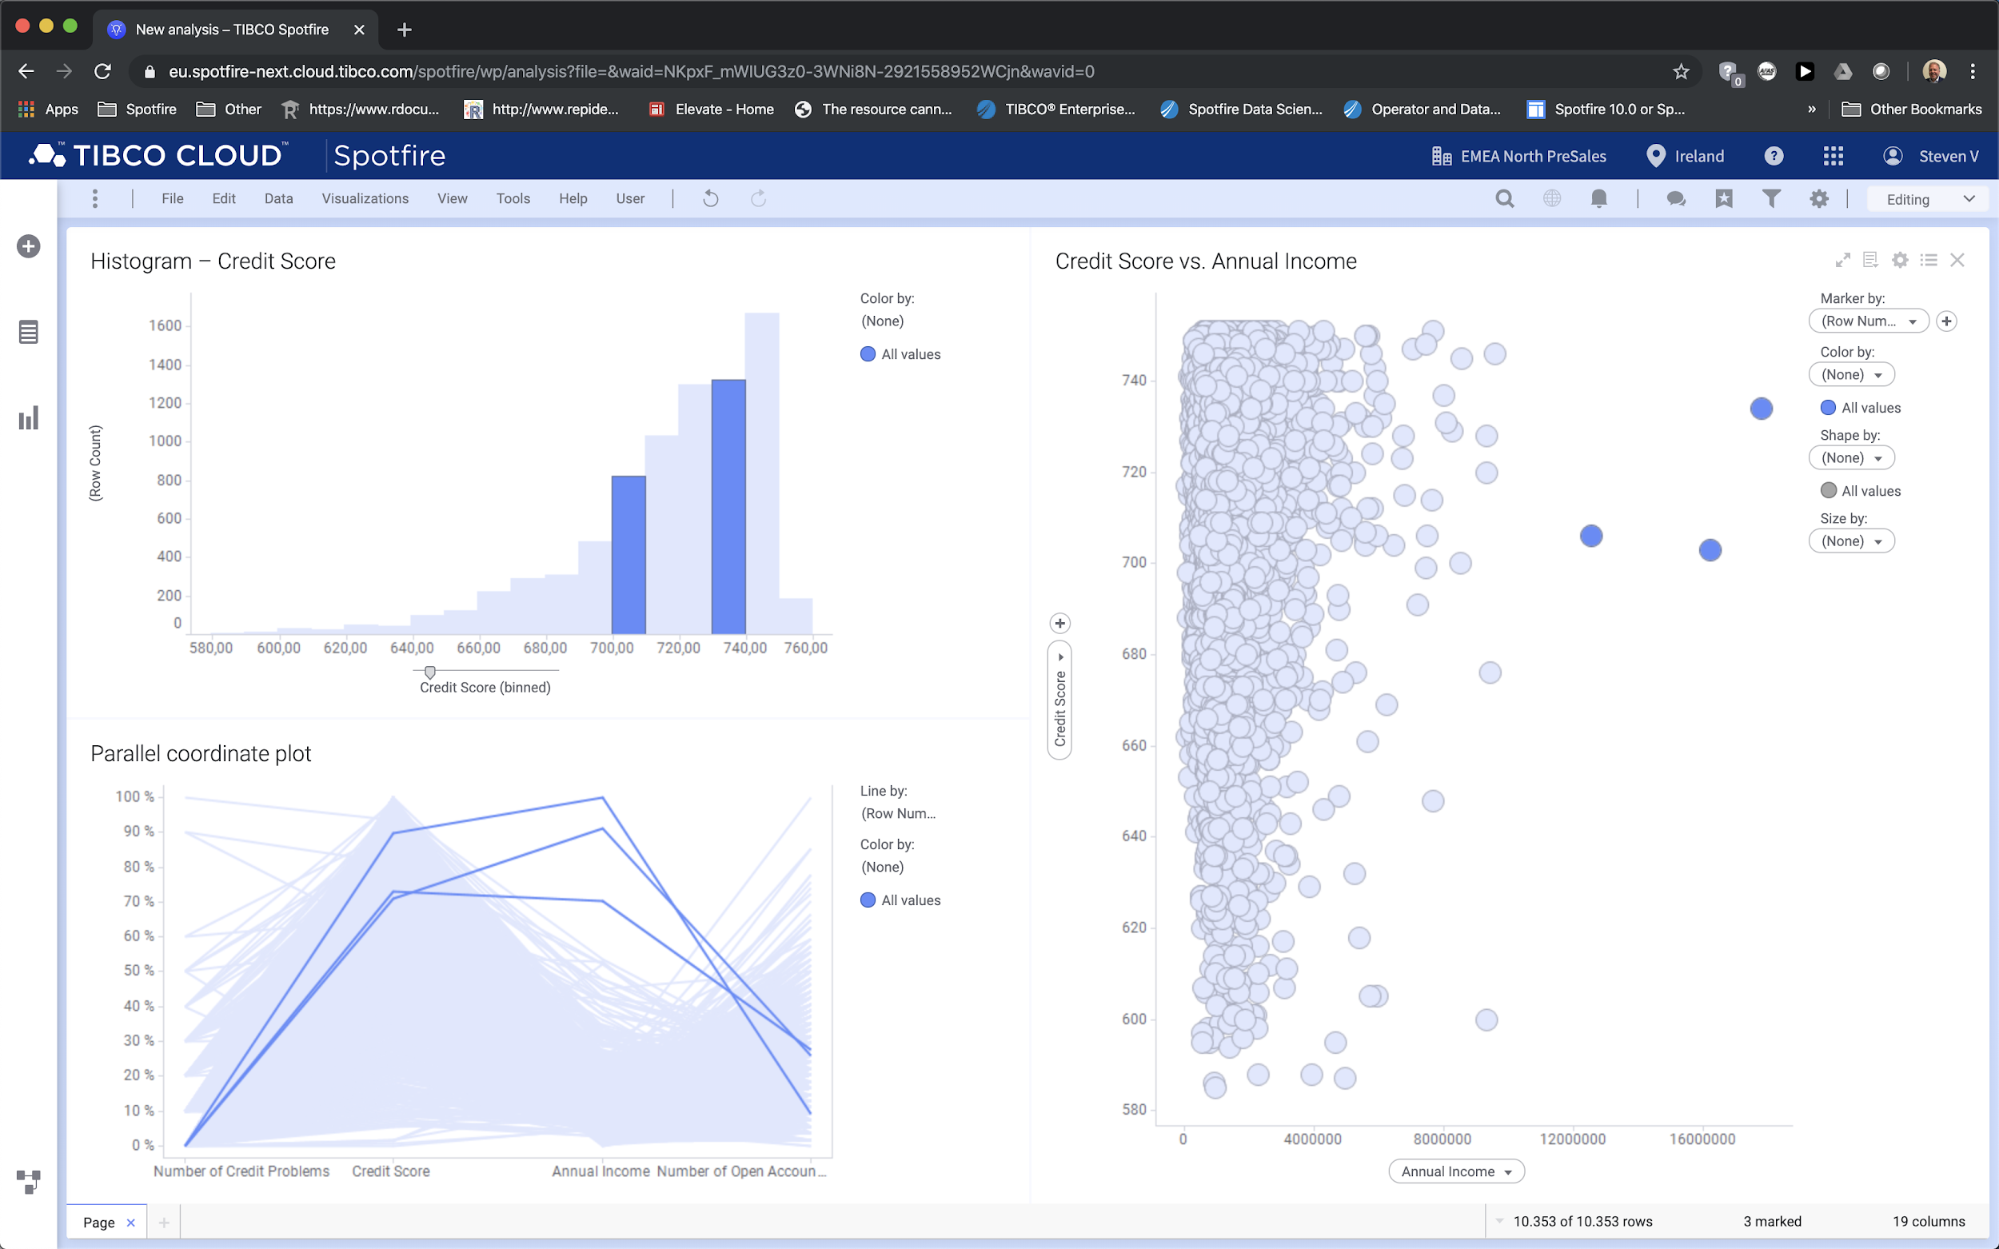 New analysis – TIBCO Spotfire
eu.spotfire-next.cloud.tibco.com/spotfire/wp/analysis?file=&waid=NKpxF_mWIUG3z0-3WNi8N-2921558952WCjn&wavid=0
0
Apps Spotfire Other https://www.rdocu... http://www.repide... Elevate - Home The resource cann... TIBCO® Enterprise... Spotfire Data Scien... Operator and Data... Spotfire 10.0 or Sp... » Other Bookmarks
TIBCO CLOUD™ Spotfire EMEA North PreSales Ireland ? Steven V
File Edit Data Visualizations View Tools Help User Editing
Histogram – Credit Score
1600
1400
1200
1000
800
600
400
200
0
(Row Count)
580,00 600,00 620,00 640,00 660,00 680,00 700,00 720,00 740,00 760,00
Credit Score (binned)
Color by:
(None)
All values
Parallel coordinate plot
100 %
90 %
80 %
70 %
60 %
50 %
40 %
30 %
20 %
10 %
0 %
Number of Credit Problems Credit Score Annual Income Number of Open Accoun...
Line by:
(Row Num...
Color by:
(None)
All values
Credit Score vs. Annual Income
740
720
700
680
660
640
620
600
580
Credit Score
0 4000000 8000000 12000000 16000000
Annual Income
Marker by:
(Row Num...
Color by:
(None)
All values
Shape by:
(None)
All values
Size by:
(None)
Page
10.353 of 10.353 rows 3 marked 19 columns